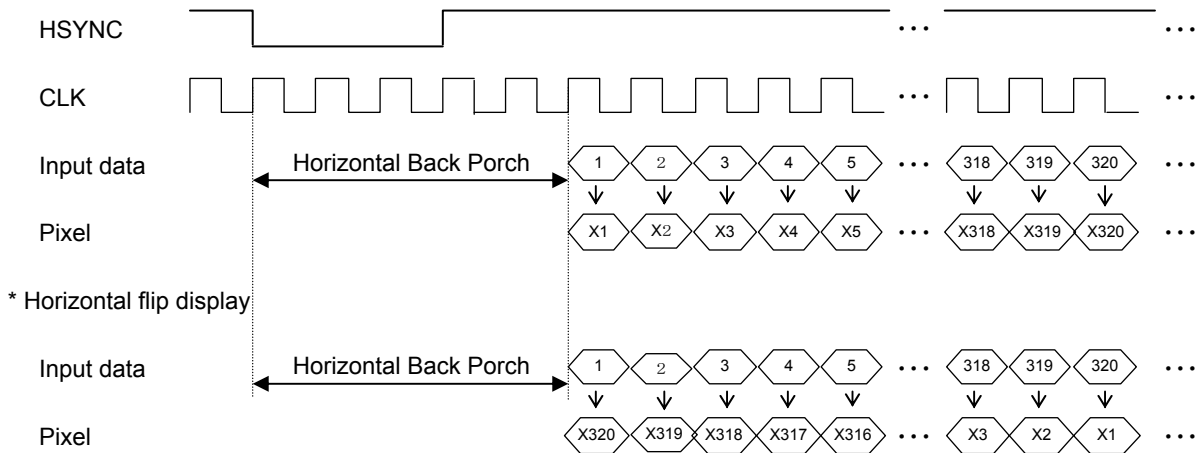 HSYNC ··· ···
CLK ··· ···
Input data Horizontal Back Porch 1 2 3 4 5 ··· 318 319 320 ···
Pixel X1 X2 X3 X4 X5 ··· X318 X319 X320 ···
* Horizontal flip display
Input data Horizontal Back Porch 1 2 3 4 5 ··· 318 319 320 ···
Pixel X320 X319 X318 X317 X316 ··· X3 X2 X1 ···